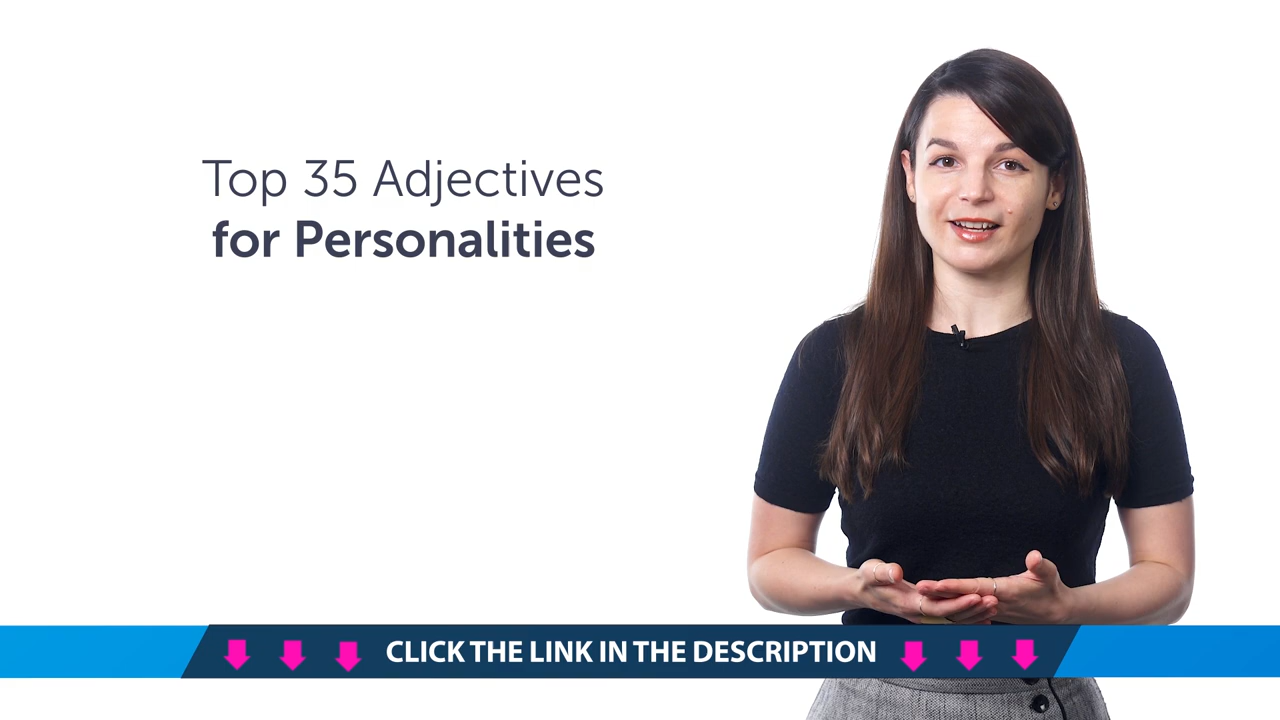 Top 35 Adjectives
for Personalities
CLICK THE LINK IN THE DESCRIPTION